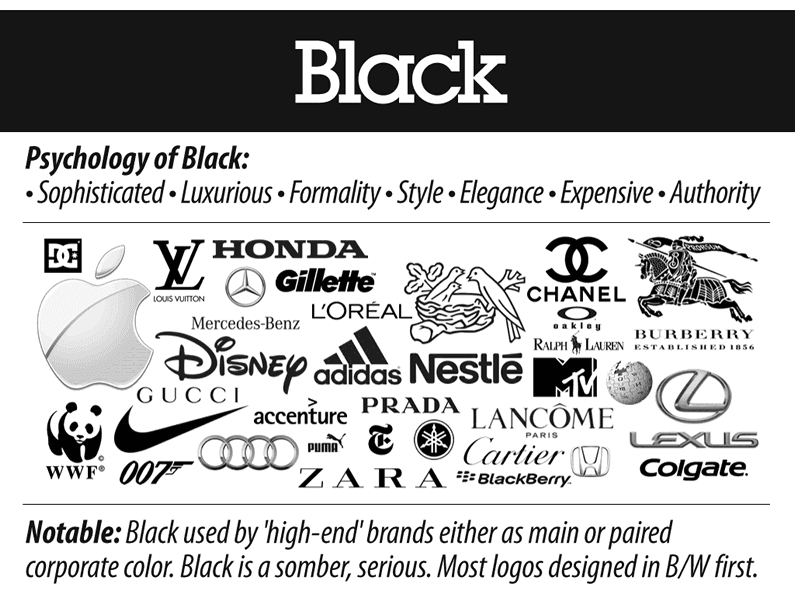 Black
Psychology of Black:
• Sophisticated • Luxurious • Formality • Style • Elegance • Expensive • Authority
DC
LV
LOUIS VUITTON
HONDA
Gillette™
Mercedes-Benz
L'ORÉAL
CHANEL
oakley
RALPH LAUREN
PRORSUM
BURBERRY
ESTABLISHED 1856
Disney
adidas®
Nestlé
MTV
GUCCI
accenture
>
PRADA
LANCÔME
PARIS
LEXUS
WWF®
©
007
PUMA
T
Cartier
ZARA
BlackBerry.
Colgate.
Notable: Black used by 'high-end' brands either as main or paired
corporate color. Black is a somber, serious. Most logos designed in B/W first.